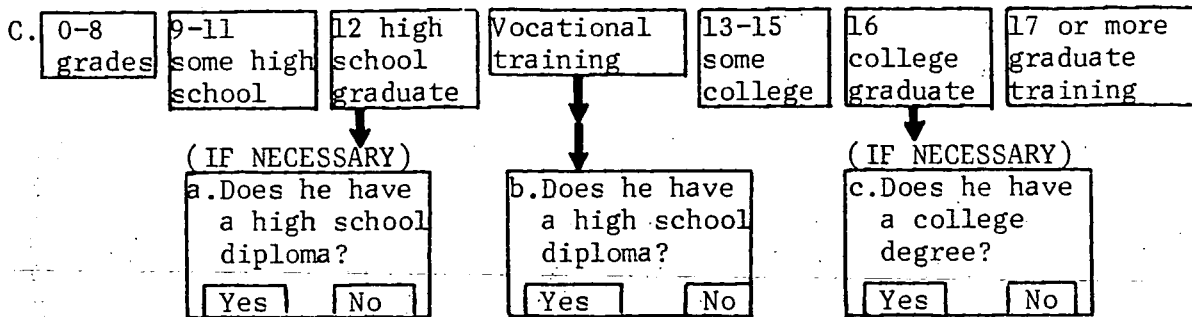 C. 0-8 grades
9-11 some high school
12 high school graduate
Vocational training
13-15 some college
16 college graduate
17 or more graduate training
(IF NECESSARY)
a.Does he have
a high school
diploma?
Yes No
b.Does he have
a high school
diploma?
Yes No
(IF NECESSARY)
c.Does he have
a college
degree?
Yes No